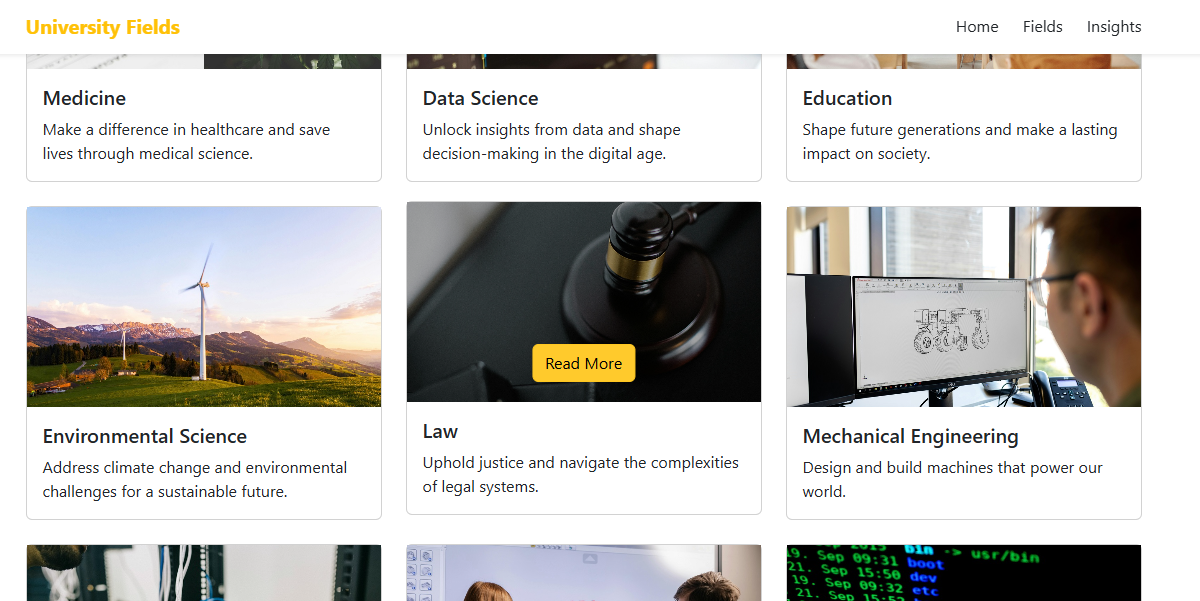 University Fields
Home Fields Insights
Medicine
Make a difference in healthcare and save
lives through medical science.
Data Science
Unlock insights from data and shape
decision-making in the digital age.
Education
Shape future generations and make a lasting
impact on society.
Read More
Environmental Science
Address climate change and environmental
challenges for a sustainable future.
Law
Uphold justice and navigate the complexities
of legal systems.
Mechanical Engineering
Design and build machines that power our
world.
bin -> usr/bin
19. Sep 09:31 boot
21. Sep 15:50 dev
19. Sep 09:32 etc
21. Sep